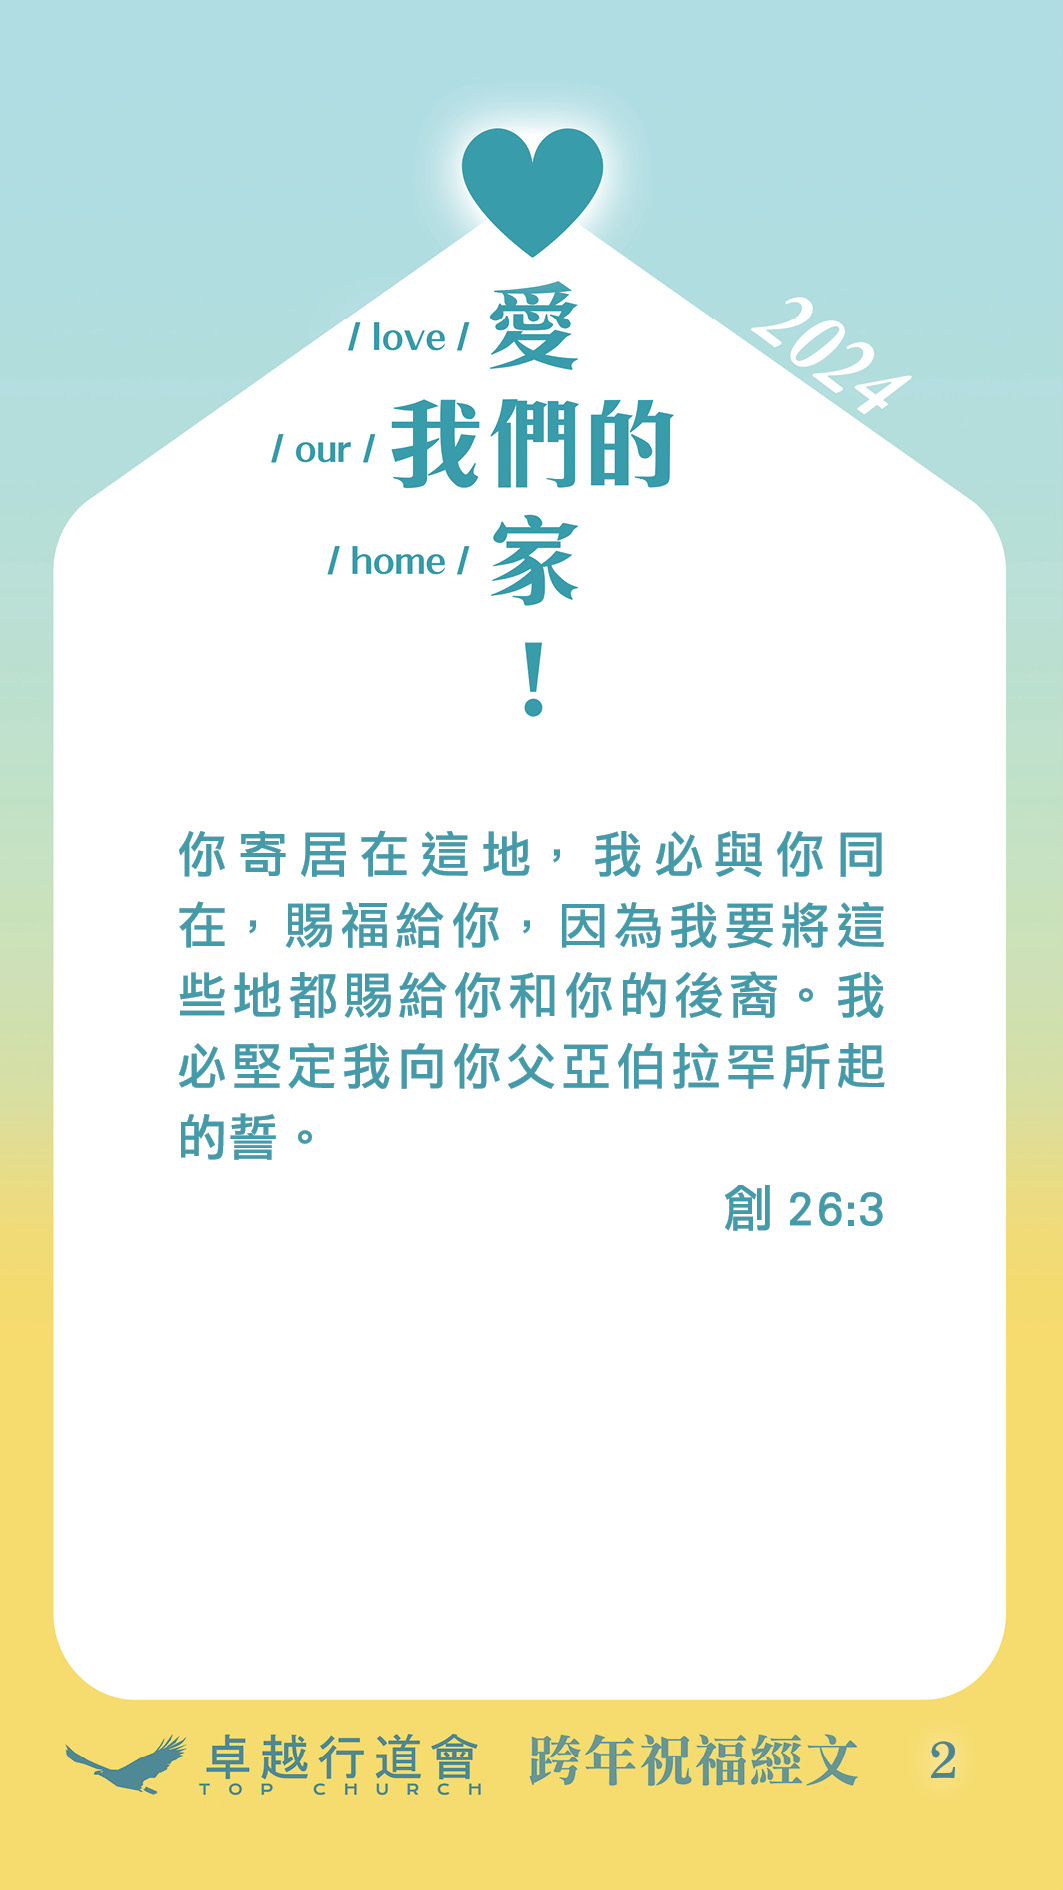 / love / 愛
2024
/ our / 我們的
/ home / 家
!
你寄居在這地，我必與你同
在，賜福給你，因為我要將這
些地都賜給你和你的後裔。我
必堅定我向你父亞伯拉罕所起
的誓。
創 26:3
卓越行道會 跨年祝福經文 2
TOP CHURCH